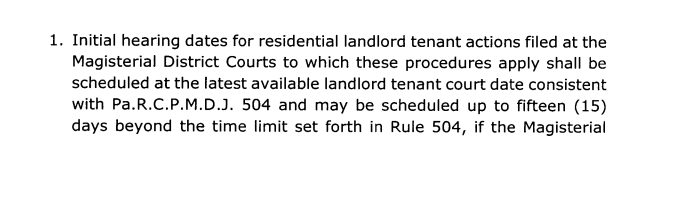 1. Initial hearing dates for residential landlord tenant actions filed at the
Magisterial District Courts to which these procedures apply shall be
scheduled at the latest available landlord tenant court date consistent
with Pa.R.C.P.M.D.J. 504 and may be scheduled up to fifteen (15)
days beyond the time limit set forth in Rule 504, if the Magisterial